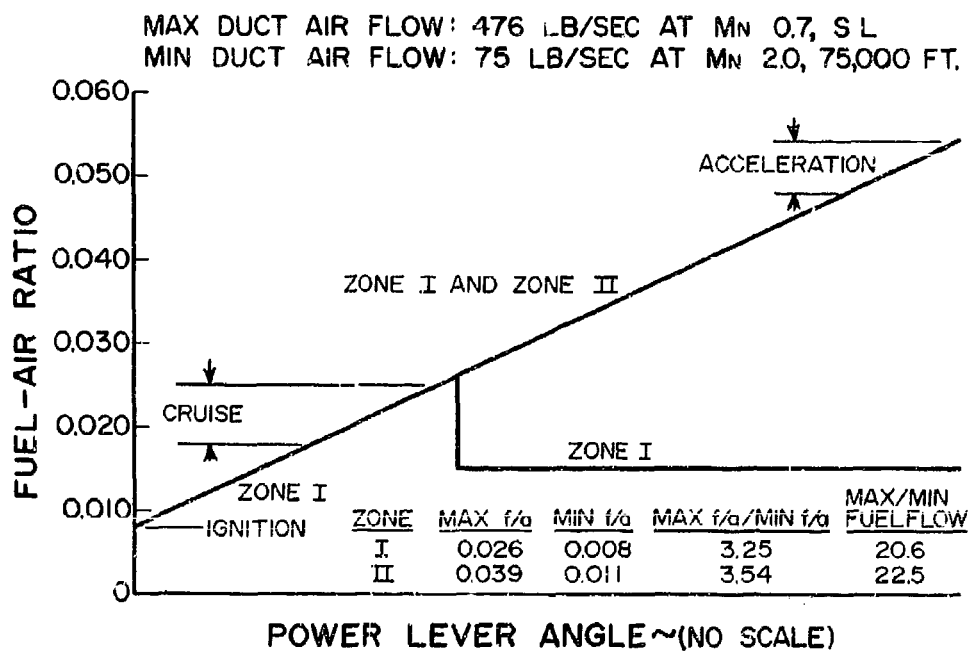 MAX DUCT AIR FLOW: 476 LB/SEC AT MN 0.7, S L
MIN DUCT AIR FLOW: 75 LB/SEC AT MN 2.0, 75,000 FT.
0.060
0.050
0.040
0.030
0.020
0.010
0
FUEL-AIR RATIO
ACCELERATION
ZONE I AND ZONE II
CRUISE
ZONE I
ZONE I
IGNITION
ZONE MAX f/a MIN f/a MAX f/a/MIN f/a MAX/MIN FUELFLOW
I 0.026 0.008 3.25 20.6
II 0.039 0.011 3.54 22.5
POWER LEVER ANGLE~(NO SCALE)